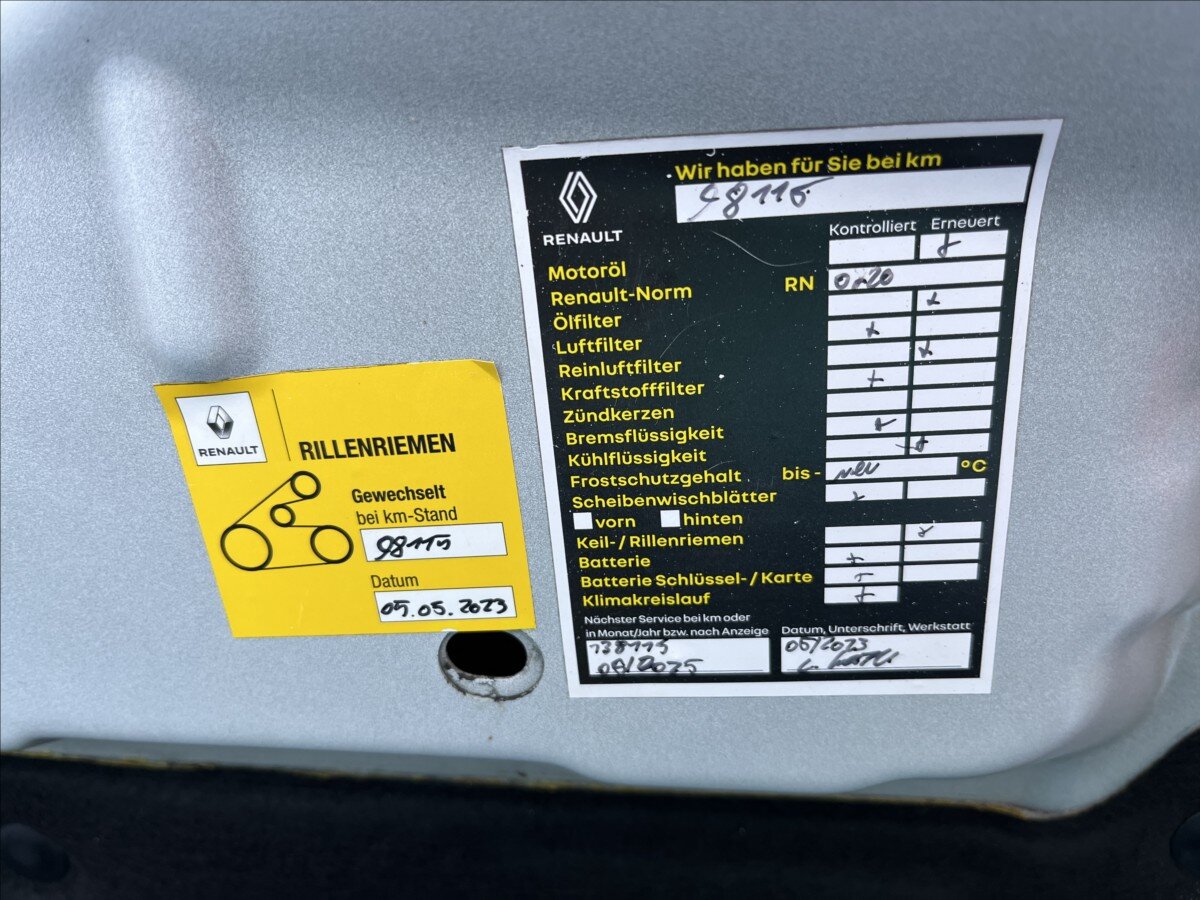 RENAULT
RILLENRIEMEN
Gewechselt
bei km-Stand
98115
Datum
05.05.2023
RENAULT
Wir haben für Sie bei km
98115
Kontrolliert Erneuert
Motoröl
Renault-Norm RN 0-20
Ölfilter
Luftfilter
Reinluftfilter
Kraftstofffilter
Zündkerzen
Bremsflüssigkeit
Kühlflüssigkeit
Frostschutzgehalt bis - neu °C
Scheibenwischblätter
vorn hinten
Keil-/Rillenriemen
Batterie
Batterie Schlüssel-/Karte
Klimakreislauf
Nächster Service bei km oder
in Monat/Jahr bzw. nach Anzeige
138115
Datum, Unterschrift, Werkstatt
05/2023